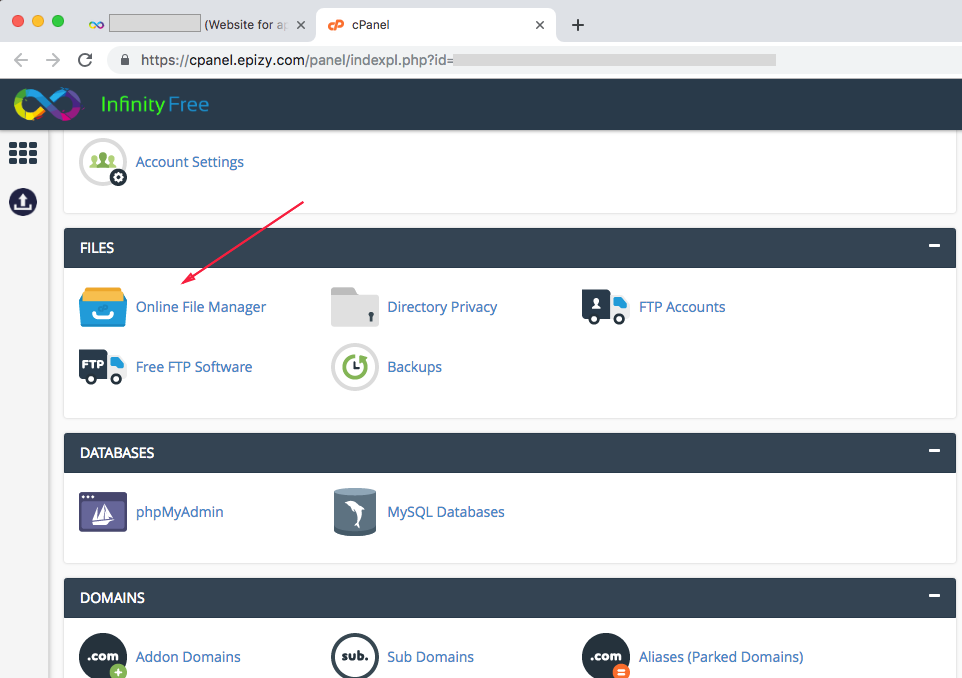 (Website for ap
cPanel
https://cpanel.epizy.com/panel/indexpl.php?id=
InfinityFree
Account Settings
FILES
Online File Manager
Directory Privacy
FTP Accounts
FTP
Free FTP Software
Backups
DATABASES
phpMyAdmin
MySQL Databases
DOMAINS
.com
Addon Domains
sub.
Sub Domains
.com
Aliases (Parked Domains)